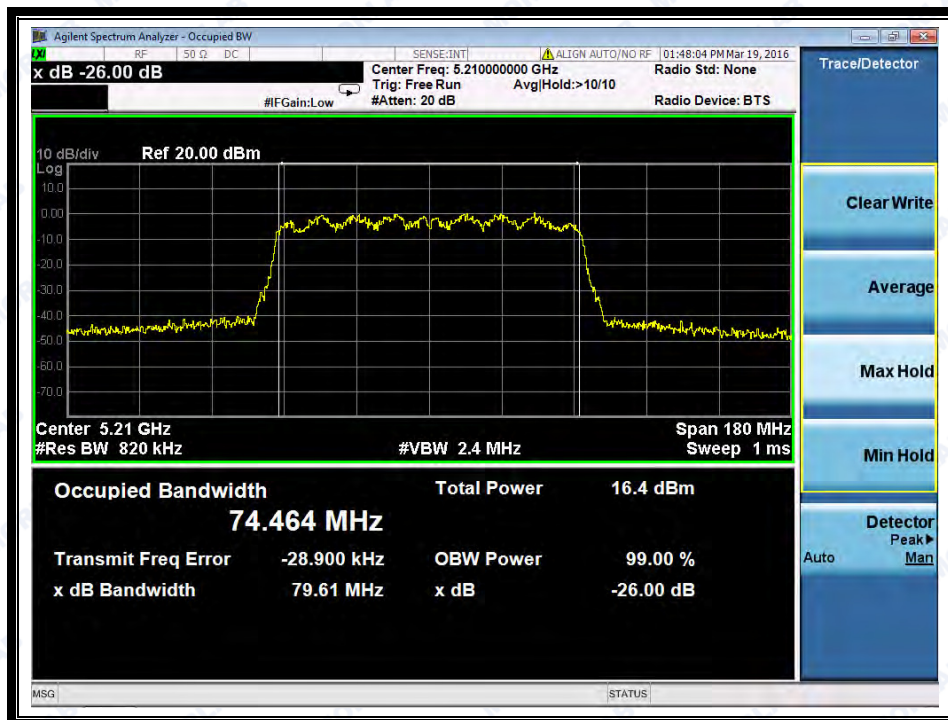 Agilent Spectrum Analyzer - Occupied BW
LXI RF 50 Ω DC SENSE:INT ALIGN AUTO/NO RF 01:48:04 PM Mar 19, 2016
x dB -26.00 dB
Center Freq: 5.210000000 GHz Radio Std: None
Trig: Free Run Avg|Hold:>10/10
#IFGain:Low #Atten: 20 dB Radio Device: BTS
Trace/Detector
10 dB/div Ref 20.00 dBm
Log
10.0
0.00
-10.0
-20.0
-30.0
-40.0
-50.0
-60.0
-70.0
Center 5.21 GHz Span 180 MHz
#Res BW 820 kHz #VBW 2.4 MHz Sweep 1 ms
Occupied Bandwidth Total Power 16.4 dBm
74.464 MHz
Transmit Freq Error -28.900 kHz OBW Power 99.00 %
x dB Bandwidth 79.61 MHz x dB -26.00 dB
Clear Write
Average
Max Hold
Min Hold
Detector
Peak▶
Auto Man
MSG STATUS